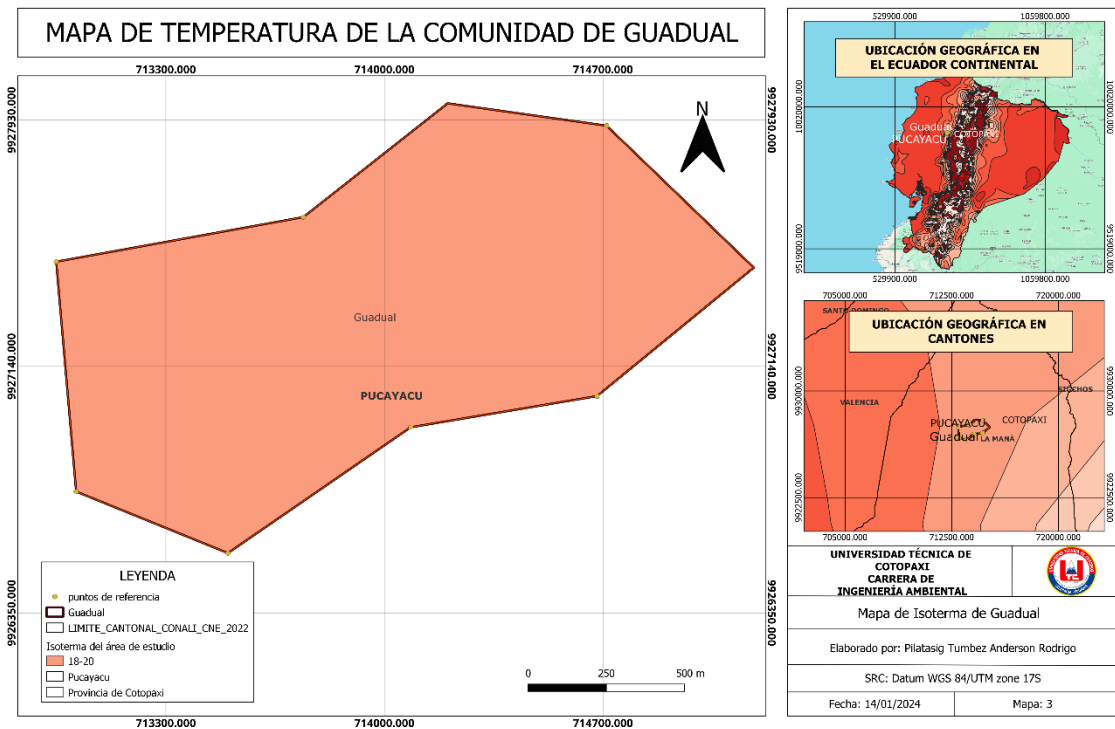 MAPA DE TEMPERATURA DE LA COMUNIDAD DE GUADUAL
713300.000 714000.000 714700.000
9927930.000 9927930.000
N
Guadual
9927140.000 9927140.000
PUCAYACU
9926350.000 9926350.000
LEYENDA
puntos de referencia
Guadual
LIMITE_CANTONAL_CONALI_CNE_2022
Isoterma del área de estudio
18-20
Pucayacu
Provincia de Cotopaxi
0 250 500 m
713300.000 714000.000 714700.000
529900.000 1059800.000
UBICACIÓN GEOGRÁFICA EN
EL ECUADOR CONTINENTAL
10020000.000 10020000.000
Guadual
PUCAYACU
COTOPAXI
9519000.000 9519000.000
529900.000 1059800.000
705000.000 712500.000 720000.000
SANTO DOMINGO
UBICACIÓN GEOGRÁFICA EN
CANTONES
9930000.000 9930000.000
SIGCHOS
VALENCIA
COTOPAXI
PUCAYACU
Guadual
LA MANÁ
9922500.000 9922500.000
705000.000 712500.000 720000.000
UNIVERSIDAD TÉCNICA DE
COTOPAXI
CARRERA DE
INGENIERÍA AMBIENTAL
Mapa de Isoterma de Guadual
Elaborado por: Pilatasig Tumbez Anderson Rodrigo
SRC: Datum WGS 84/UTM zone 17S
Fecha: 14/01/2024 Mapa: 3